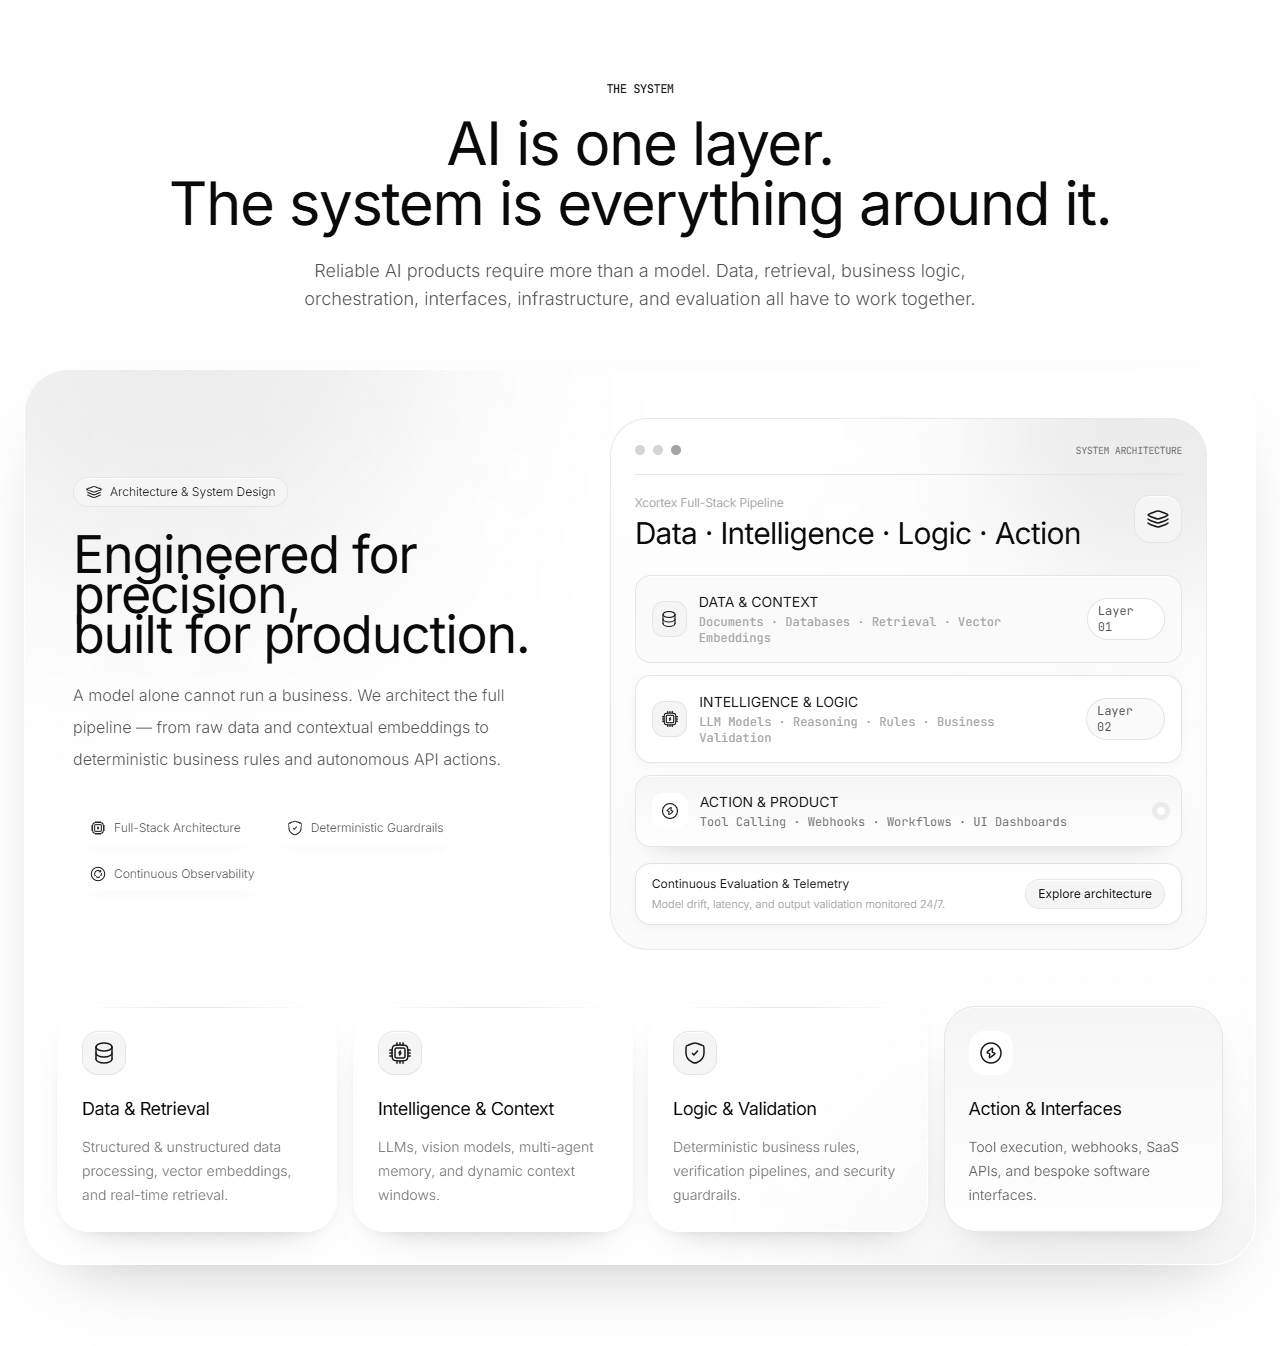 THE SYSTEM
AI is one layer.
The system is everything around it.
Reliable AI products require more than a model. Data, retrieval, business logic,
orchestration, interfaces, infrastructure, and evaluation all have to work together.
Architecture & System Design
Engineered for
precision,
built for production.
A model alone cannot run a business. We architect the full
pipeline — from raw data and contextual embeddings to
deterministic business rules and autonomous API actions.
Full-Stack Architecture
Deterministic Guardrails
Continuous Observability
SYSTEM ARCHITECTURE
Xcortex Full-Stack Pipeline
Data · Intelligence · Logic · Action
DATA & CONTEXT
Documents · Databases · Retrieval · Vector
Embeddings
Layer
01
INTELLIGENCE & LOGIC
LLM Models · Reasoning · Rules · Business
Validation
Layer
02
ACTION & PRODUCT
Tool Calling · Webhooks · Workflows · UI Dashboards
Continuous Evaluation & Telemetry
Model drift, latency, and output validation monitored 24/7.
Explore architecture
Data & Retrieval
Structured & unstructured data
processing, vector embeddings,
and real-time retrieval.
Intelligence & Context
LLMs, vision models, multi-agent
memory, and dynamic context
windows.
Logic & Validation
Deterministic business rules,
verification pipelines, and security
guardrails.
Action & Interfaces
Tool execution, webhooks, SaaS
APIs, and bespoke software
interfaces.